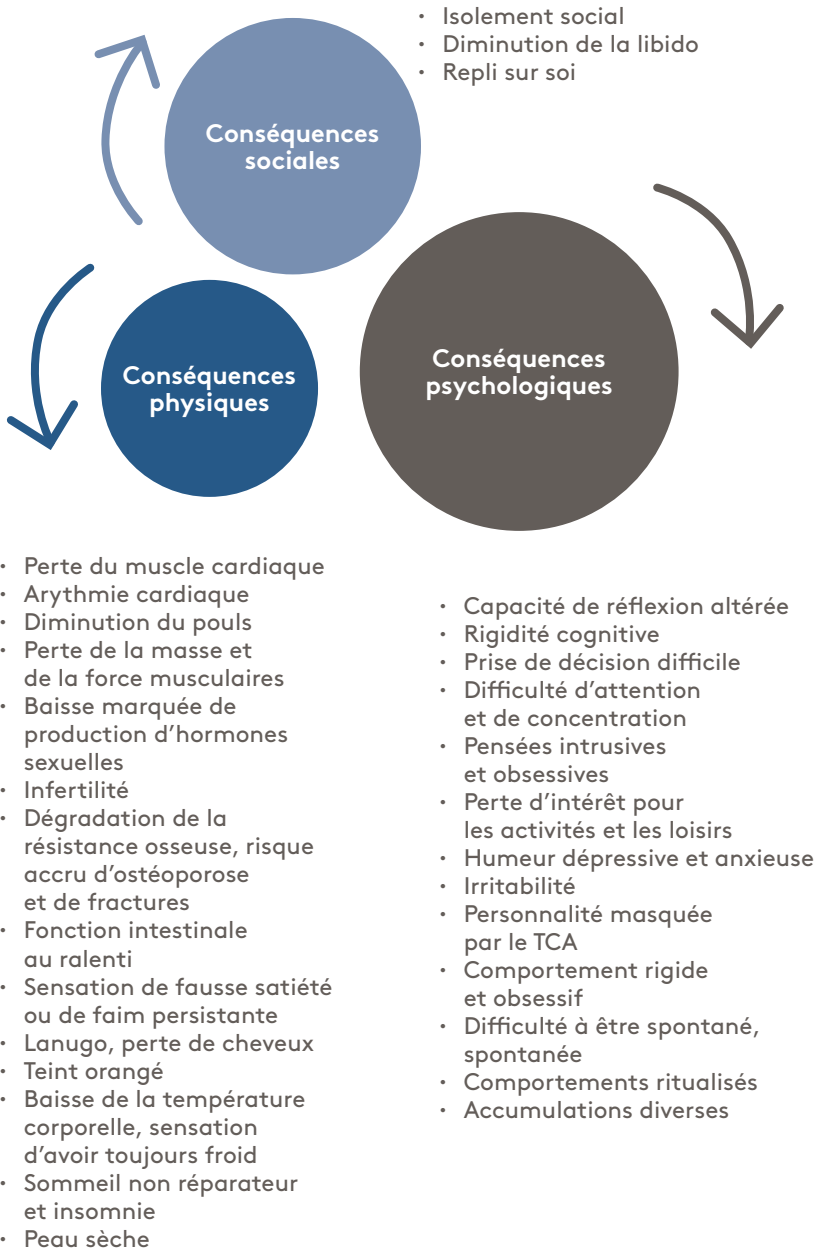 · Isolement social
· Diminution de la libido
· Repli sur soi
Conséquences
sociales
Conséquences
psychologiques
Conséquences
physiques
· Perte du muscle cardiaque
· Arythmie cardiaque
· Diminution du pouls
· Perte de la masse et
de la force musculaires
· Baisse marquée de
production d’hormones
sexuelles
· Infertilité
· Dégradation de la
résistance osseuse, risque
accru d’ostéoporose
et de fractures
· Fonction intestinale
au ralenti
· Sensation de fausse satiété
ou de faim persistante
· Lanugo, perte de cheveux
· Teint orangé
· Baisse de la température
corporelle, sensation
d’avoir toujours froid
· Sommeil non réparateur
et insomnie
· Peau sèche
· Capacité de réflexion altérée
· Rigidité cognitive
· Prise de décision difficile
· Difficulté d’attention
et de concentration
· Pensées intrusives
et obsessives
· Perte d’intérêt pour
les activités et les loisirs
· Humeur dépressive et anxieuse
· Irritabilité
· Personnalité masquée
par le TCA
· Comportement rigide
et obsessif
· Difficulté à être spontané,
spontanée
· Comportements ritualisés
· Accumulations diverses